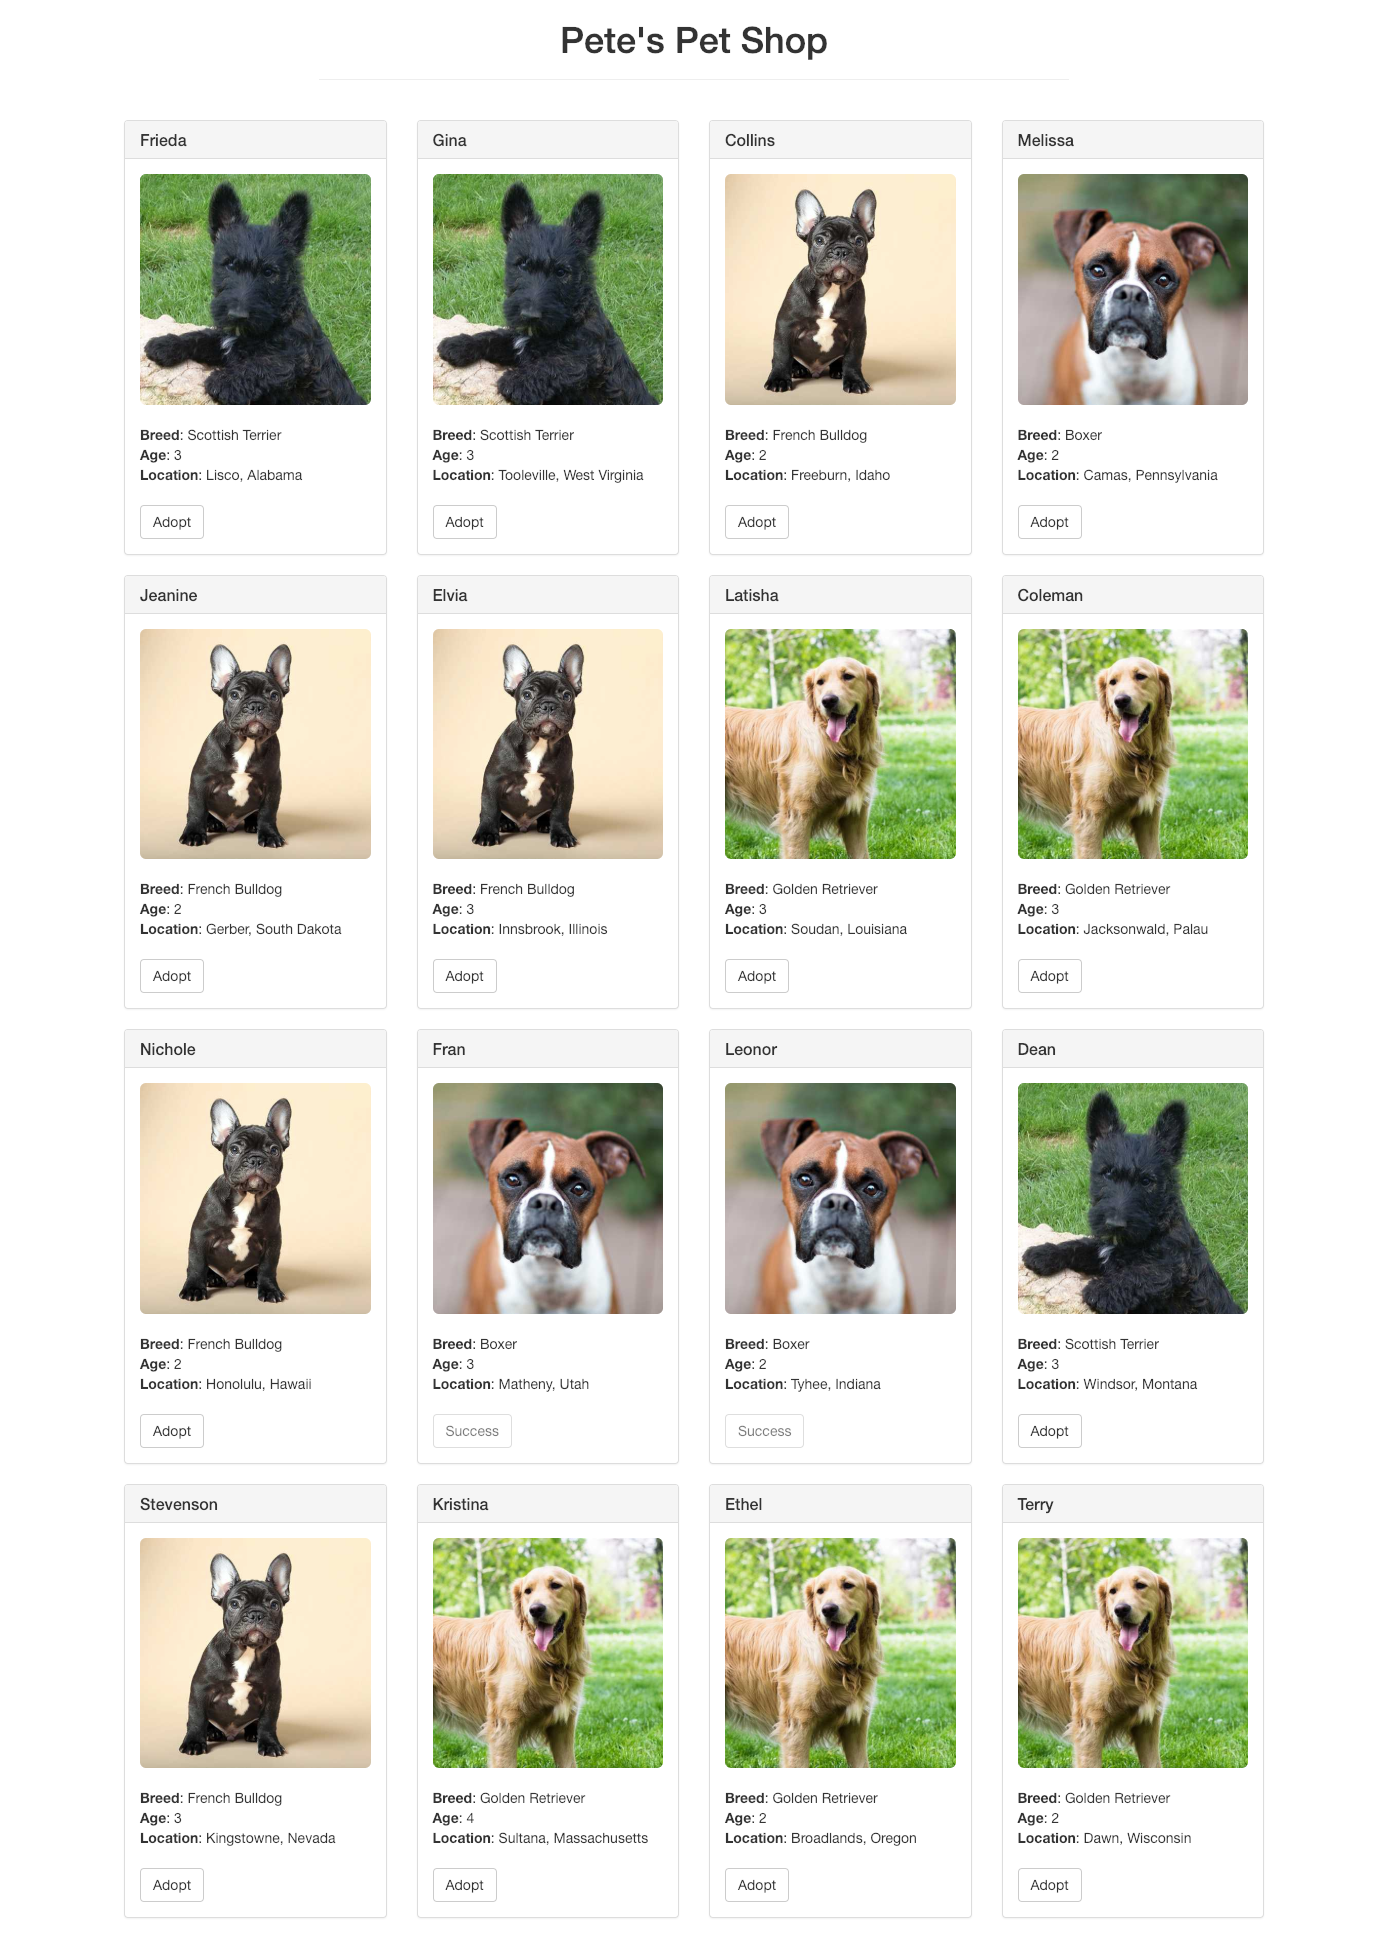 Pete's Pet Shop
Frieda
Breed: Scottish Terrier
Age: 3
Location: Lisco, Alabama
Adopt
Gina
Breed: Scottish Terrier
Age: 3
Location: Tooleville, West Virginia
Adopt
Collins
Breed: French Bulldog
Age: 2
Location: Freeburn, Idaho
Adopt
Melissa
Breed: Boxer
Age: 2
Location: Camas, Pennsylvania
Adopt
Jeanine
Breed: French Bulldog
Age: 2
Location: Gerber, South Dakota
Adopt
Elvia
Breed: French Bulldog
Age: 3
Location: Innsbrook, Illinois
Adopt
Latisha
Breed: Golden Retriever
Age: 3
Location: Soudan, Louisiana
Adopt
Coleman
Breed: Golden Retriever
Age: 3
Location: Jacksonwald, Palau
Adopt
Nichole
Breed: French Bulldog
Age: 2
Location: Honolulu, Hawaii
Adopt
Fran
Breed: Boxer
Age: 3
Location: Matheny, Utah
Success
Leonor
Breed: Boxer
Age: 2
Location: Tyhee, Indiana
Success
Dean
Breed: Scottish Terrier
Age: 3
Location: Windsor, Montana
Adopt
Stevenson
Breed: French Bulldog
Age: 3
Location: Kingstowne, Nevada
Adopt
Kristina
Breed: Golden Retriever
Age: 4
Location: Sultana, Massachusetts
Adopt
Ethel
Breed: Golden Retriever
Age: 2
Location: Broadlands, Oregon
Adopt
Terry
Breed: Golden Retriever
Age: 2
Location: Dawn, Wisconsin
Adopt